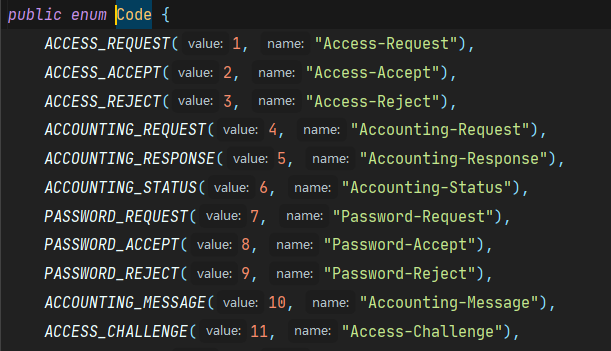 public enum Code {
ACCESS_REQUEST( value: 1, name: "Access-Request"),
ACCESS_ACCEPT( value: 2, name: "Access-Accept"),
ACCESS_REJECT( value: 3, name: "Access-Reject"),
ACCOUNTING_REQUEST( value: 4, name: "Accounting-Request"),
ACCOUNTING_RESPONSE( value: 5, name: "Accounting-Response"),
ACCOUNTING_STATUS( value: 6, name: "Accounting-Status"),
PASSWORD_REQUEST( value: 7, name: "Password-Request"),
PASSWORD_ACCEPT( value: 8, name: "Password-Accept"),
PASSWORD_REJECT( value: 9, name: "Password-Reject"),
ACCOUNTING_MESSAGE( value: 10, name: "Accounting-Message"),
ACCESS_CHALLENGE( value: 11, name: "Access-Challenge"),